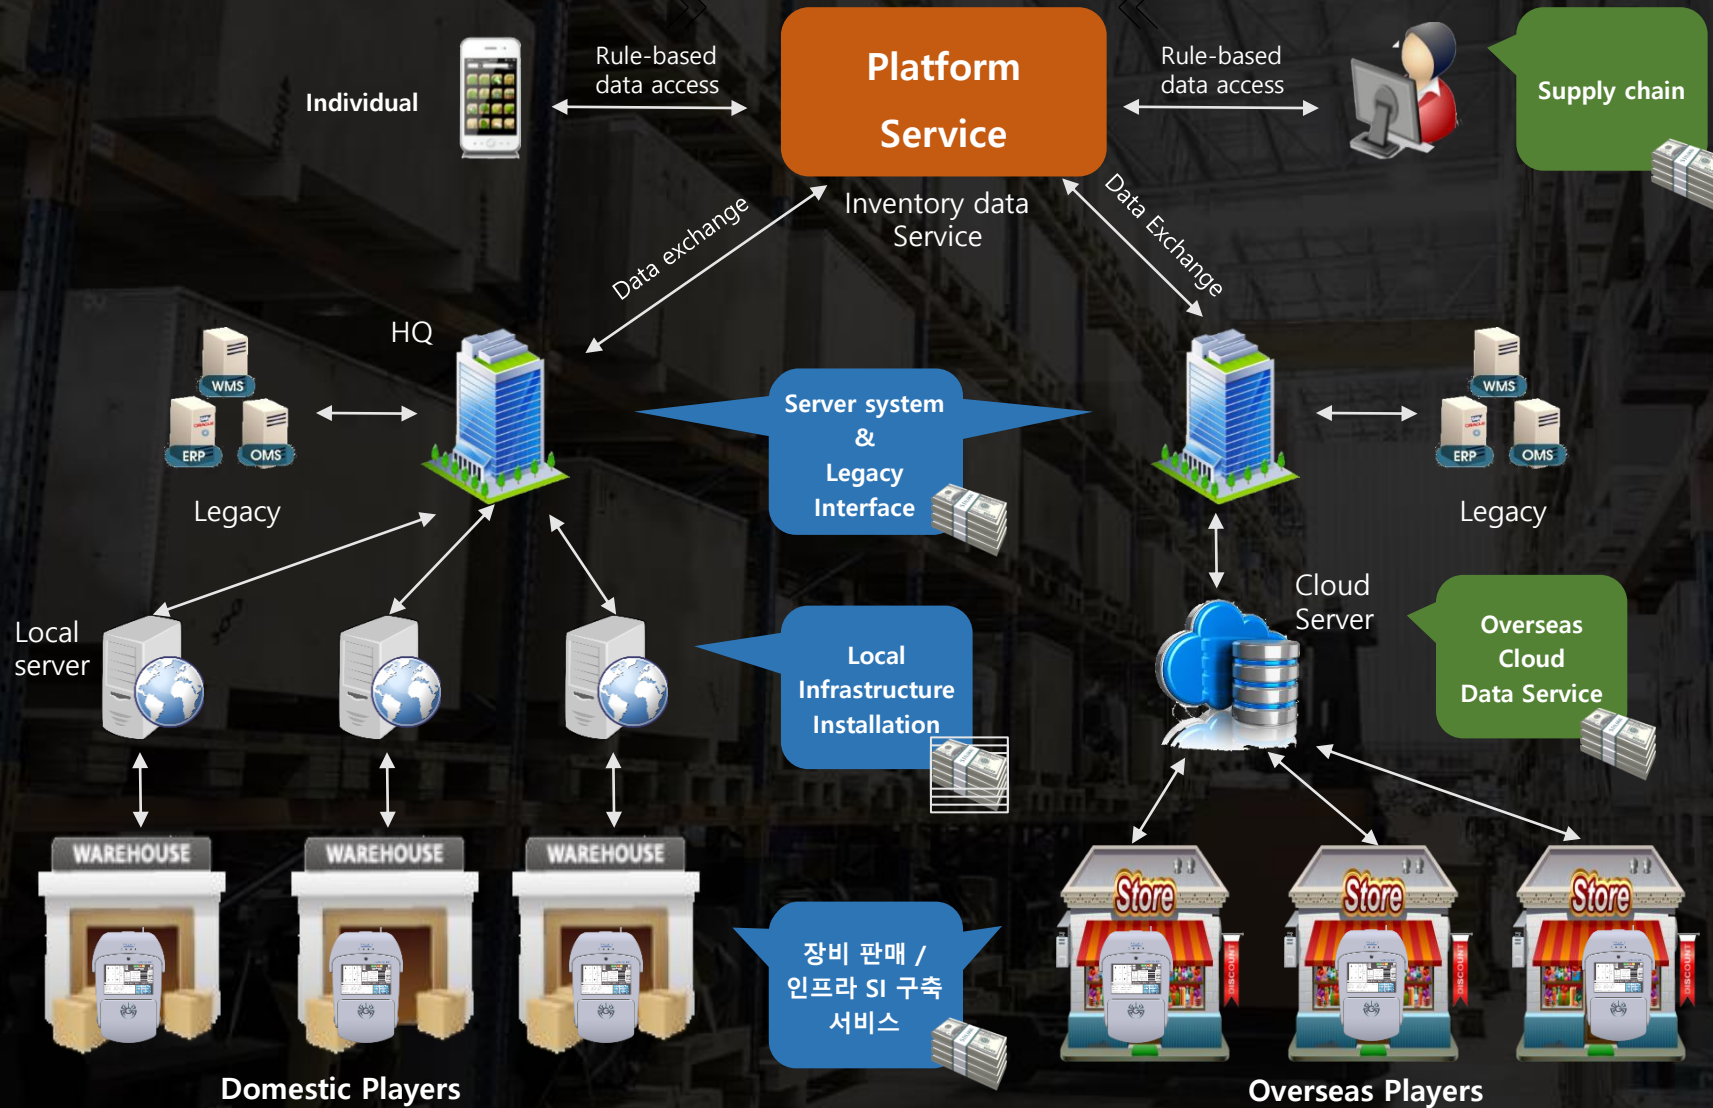 Platform
Service
Rule-based
data access
Rule-based
data access
Individual
Supply chain
Inventory data
Service
Data exchange
Data Exchange
HQ
WMS
ERP
OMS
Legacy
Server system
&
Legacy
Interface
WMS
ERP
OMS
Legacy
Local
server
Local
Infrastructure
Installation
Cloud
Server
Overseas
Cloud
Data Service
WAREHOUSE
WAREHOUSE
WAREHOUSE
장비 판매 /
인프라 SI 구축
서비스
Store
DISCOUNT
Store
DISCOUNT
Store
DISCOUNT
Domestic Players
Overseas Players